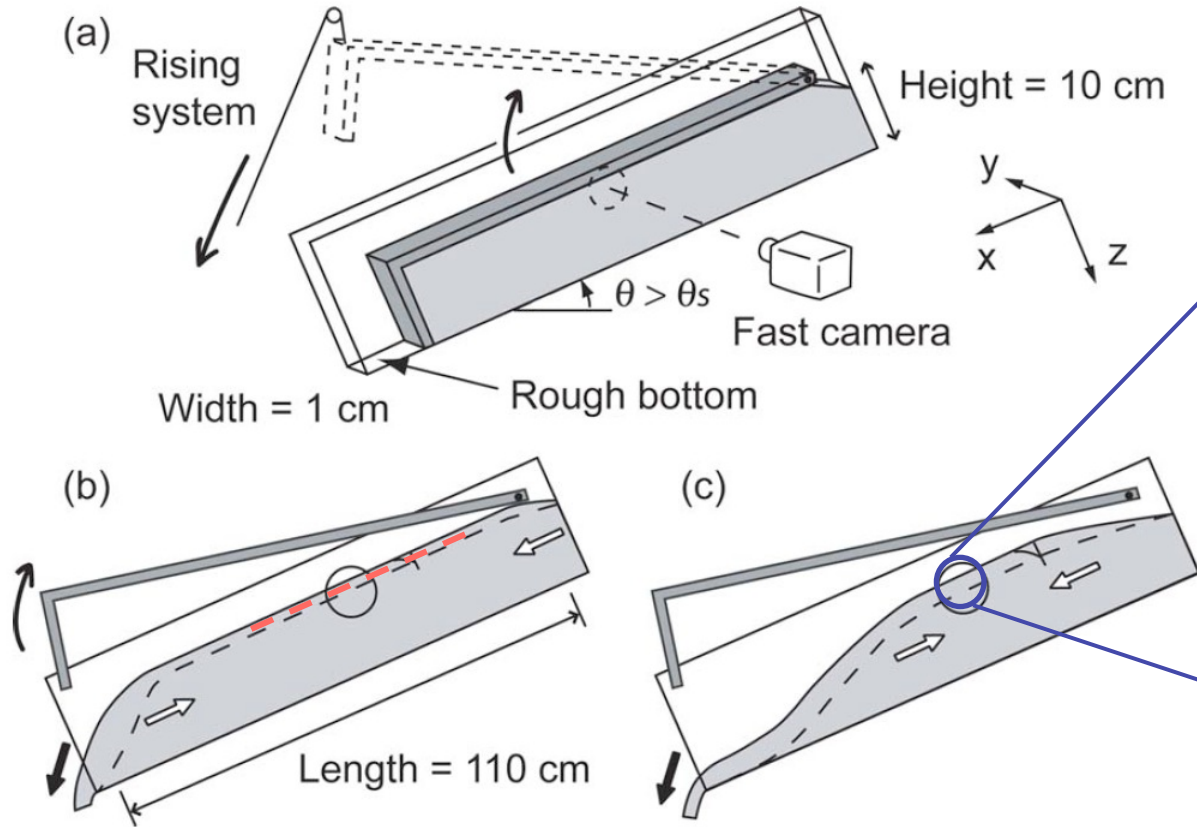 (a)
Rising
system
Height = 10 cm
y
x
z
θ > θs
Fast camera
Rough bottom
Width = 1 cm
(b)
(c)
Length = 110 cm